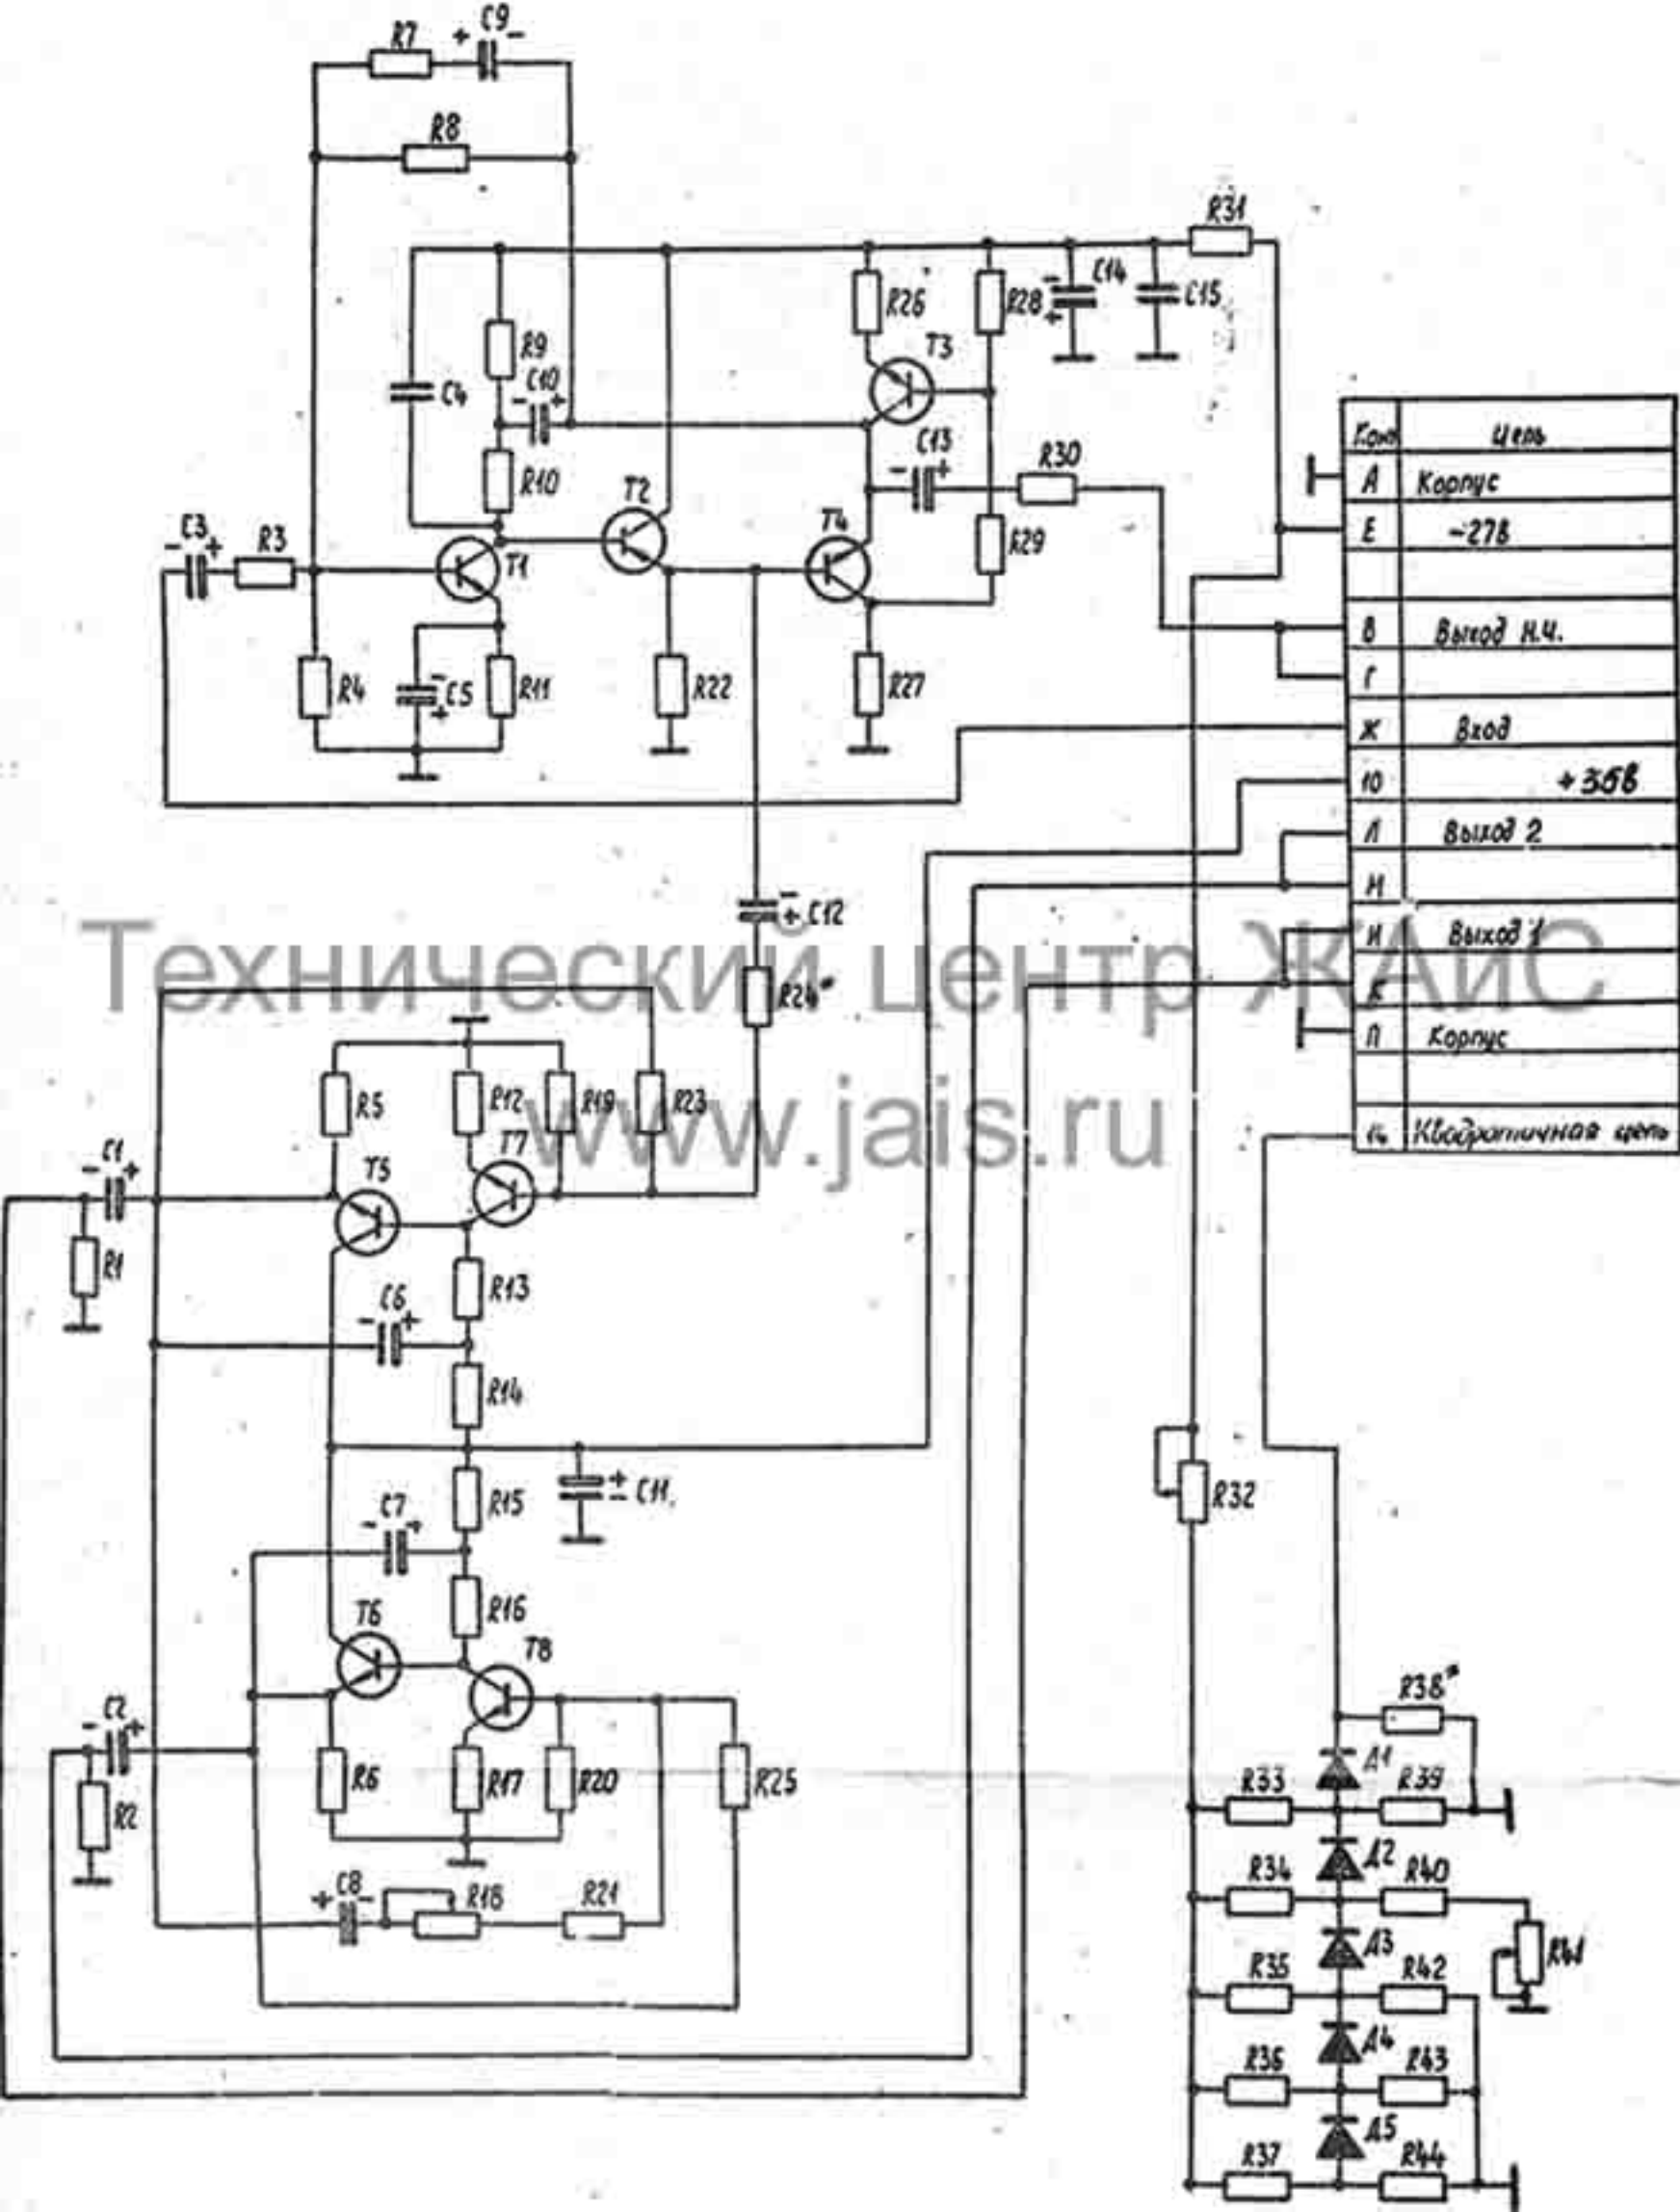 R7
+ C9 -
R8
R31
R26
R28
- C14 +
C15
R9
T3
C4
- C10 +
R10
C13
- +
R30
T2
T4
R29
- C3 +
R3
T1
R4
- C5 +
R11
R22
R27
Кон Цепь
А Корпус
Е -27В
В Выход Н.Ч.
Г
Ж Вход
10 +35В
Л Выход 2
М
И Выход 1
К
П Корпус
14 Квадратичная цепь
- + C12
R24*
Технический центр ЖАиС
www.jais.ru
R5
R12
R19
R23
T7
- C1 +
T5
R1
R13
- C6 +
R14
R32
R15
+ - C11
- C7 +
R16
T6
T8
- C2 +
R6
R17
R20
R25
R2
+ C8 -
R18
R21
R38*
Д1
R33
R39
Д2
R34
R40
Д3
R41
R35
R42
Д4
R36
R43
Д5
R37
R44